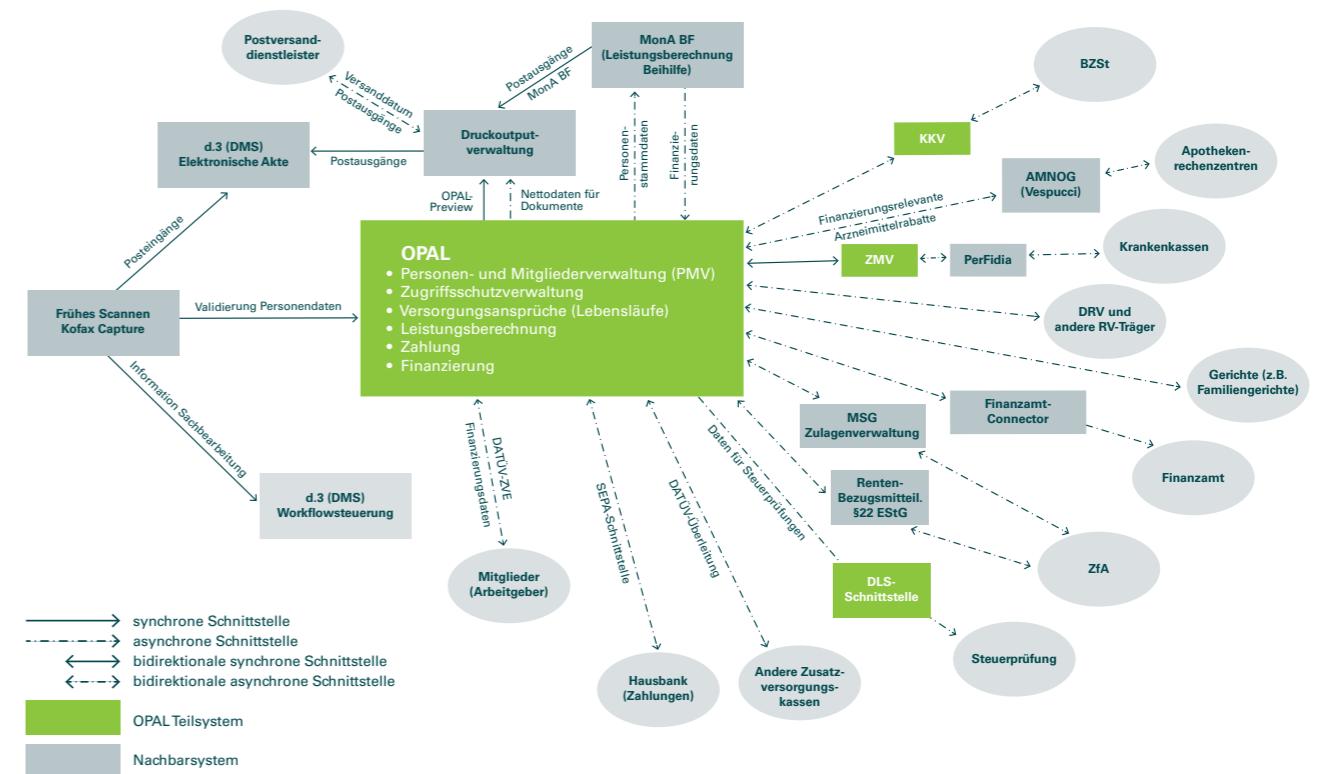 Postversand-
dienstleister
MonA BF
(Leistungsberechnung
Beihilfe)
BZSt
Postausgänge
MonA BF
Versanddatum
Postausgänge
d.3 (DMS)
Elektronische Akte
Postausgänge
Druckoutput-
verwaltung
Personen-
stammdaten
Finanzie-
rungsdaten
KKV
Apotheken-
rechenzentren
AMNOG
(Vespucci)
OPAL-
Preview
Nettodaten für
Dokumente
Finanzierungsrelevante
Arzneimittelrabatte
Posteingänge
OPAL
• Personen- und Mitgliederverwaltung (PMV)
• Zugriffsschutzverwaltung
• Versorgungsansprüche (Lebensläufe)
• Leistungsberechnung
• Zahlung
• Finanzierung
ZMV
PerFidia
Krankenkassen
Frühes Scannen
Kofax Capture
Validierung Personendaten
DRV und
andere RV-Träger
Gerichte (z.B.
Familiengerichte)
Information Sachbearbeitung
MSG
Zulagenverwaltung
Finanzamt-
Connector
Finanzamt
DATÜV-ZVE
Finanzierungsdaten
SEPA-Schnittstelle
DATÜV-Überleitung
Daten für Steuerprüfungen
Renten-
Bezugsmitteil.
§22 EStG
d.3 (DMS)
Workflowsteuerung
Mitglieder
(Arbeitgeber)
DLS-
Schnittstelle
ZfA
Steuerprüfung
Hausbank
(Zahlungen)
Andere Zusatz-
versorgungs-
kassen
synchrone Schnittstelle
asynchrone Schnittstelle
bidirektionale synchrone Schnittstelle
bidirektionale asynchrone Schnittstelle
OPAL Teilsystem
Nachbarsystem